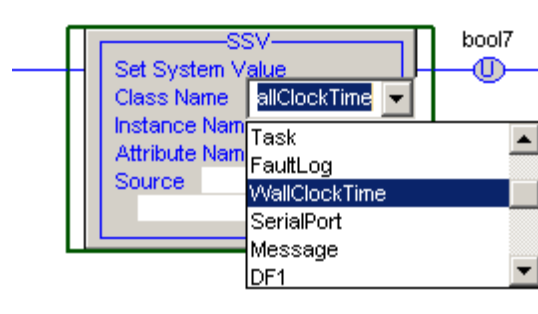 SSV
bool7
Set System Value
U
Class Name allClockTime
Instance Nam
Task
Attribute Nam
FaultLog
Source
WallClockTime
SerialPort
Message
DF1